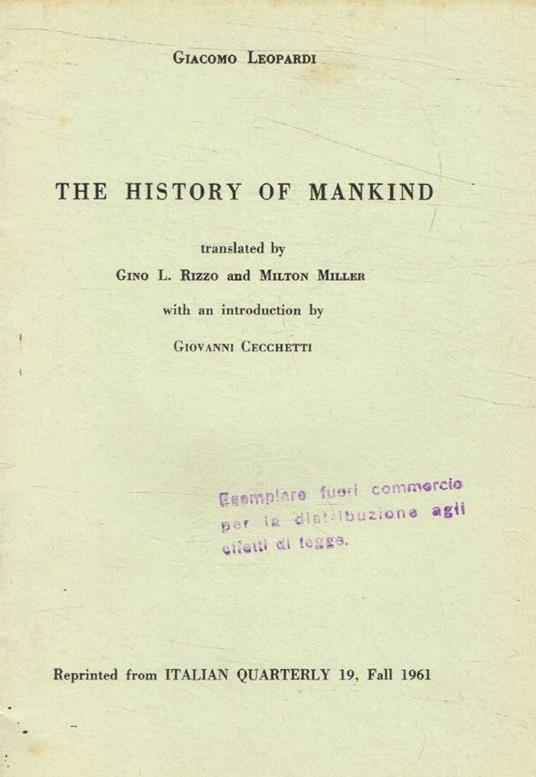 GIACOMO LEOPARDI
THE HISTORY OF MANKIND
translated by
GINO L. RIZZO and MILTON MILLER
with an introduction by
GIOVANNI CECCHETTI
Esemplare fuori commercio
per la distribuzione agli
effetti di legge.
Reprinted from ITALIAN QUARTERLY 19, Fall 1961